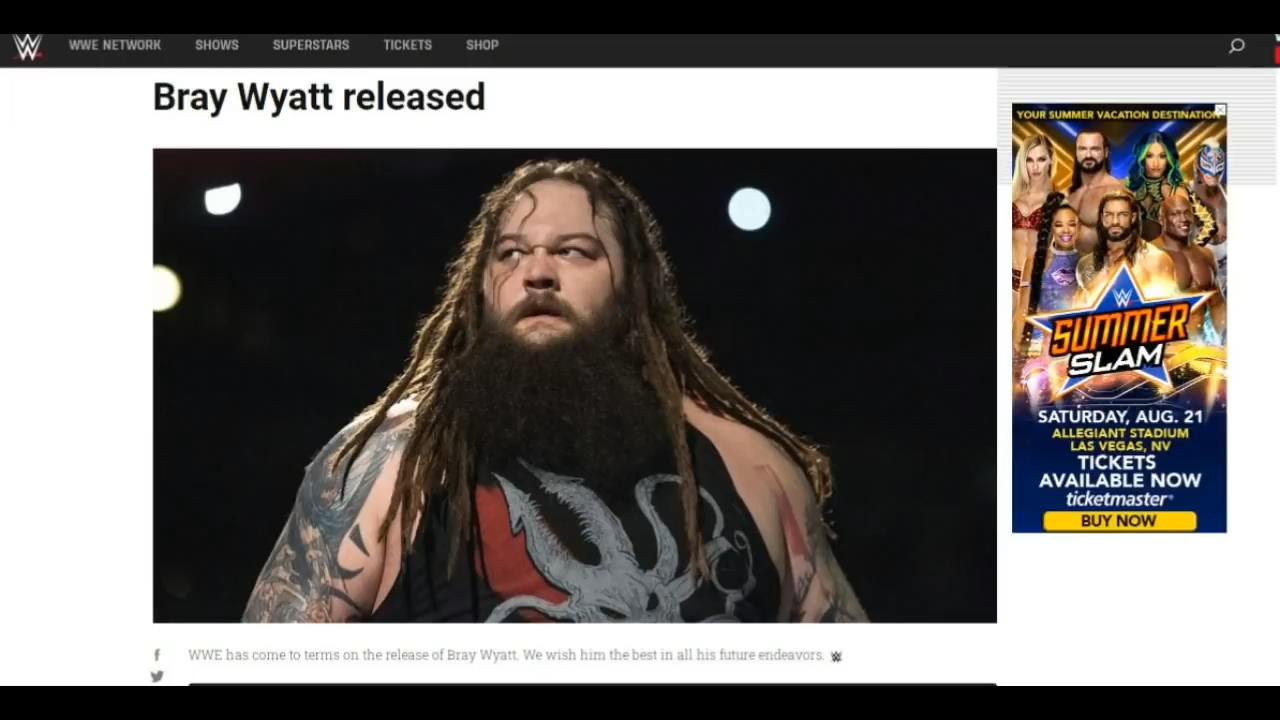 W
WWE NETWORK SHOWS SUPERSTARS TICKETS SHOP
Bray Wyatt released
YOUR SUMMER VACATION DESTINATION
W
SUMMER
SLAM
SATURDAY, AUG. 21
ALLEGIANT STADIUM
LAS VEGAS, NV
TICKETS
AVAILABLE NOW
ticketmaster®
BUY NOW
WWE has come to terms on the release of Bray Wyatt. We wish him the best in all his future endeavors.